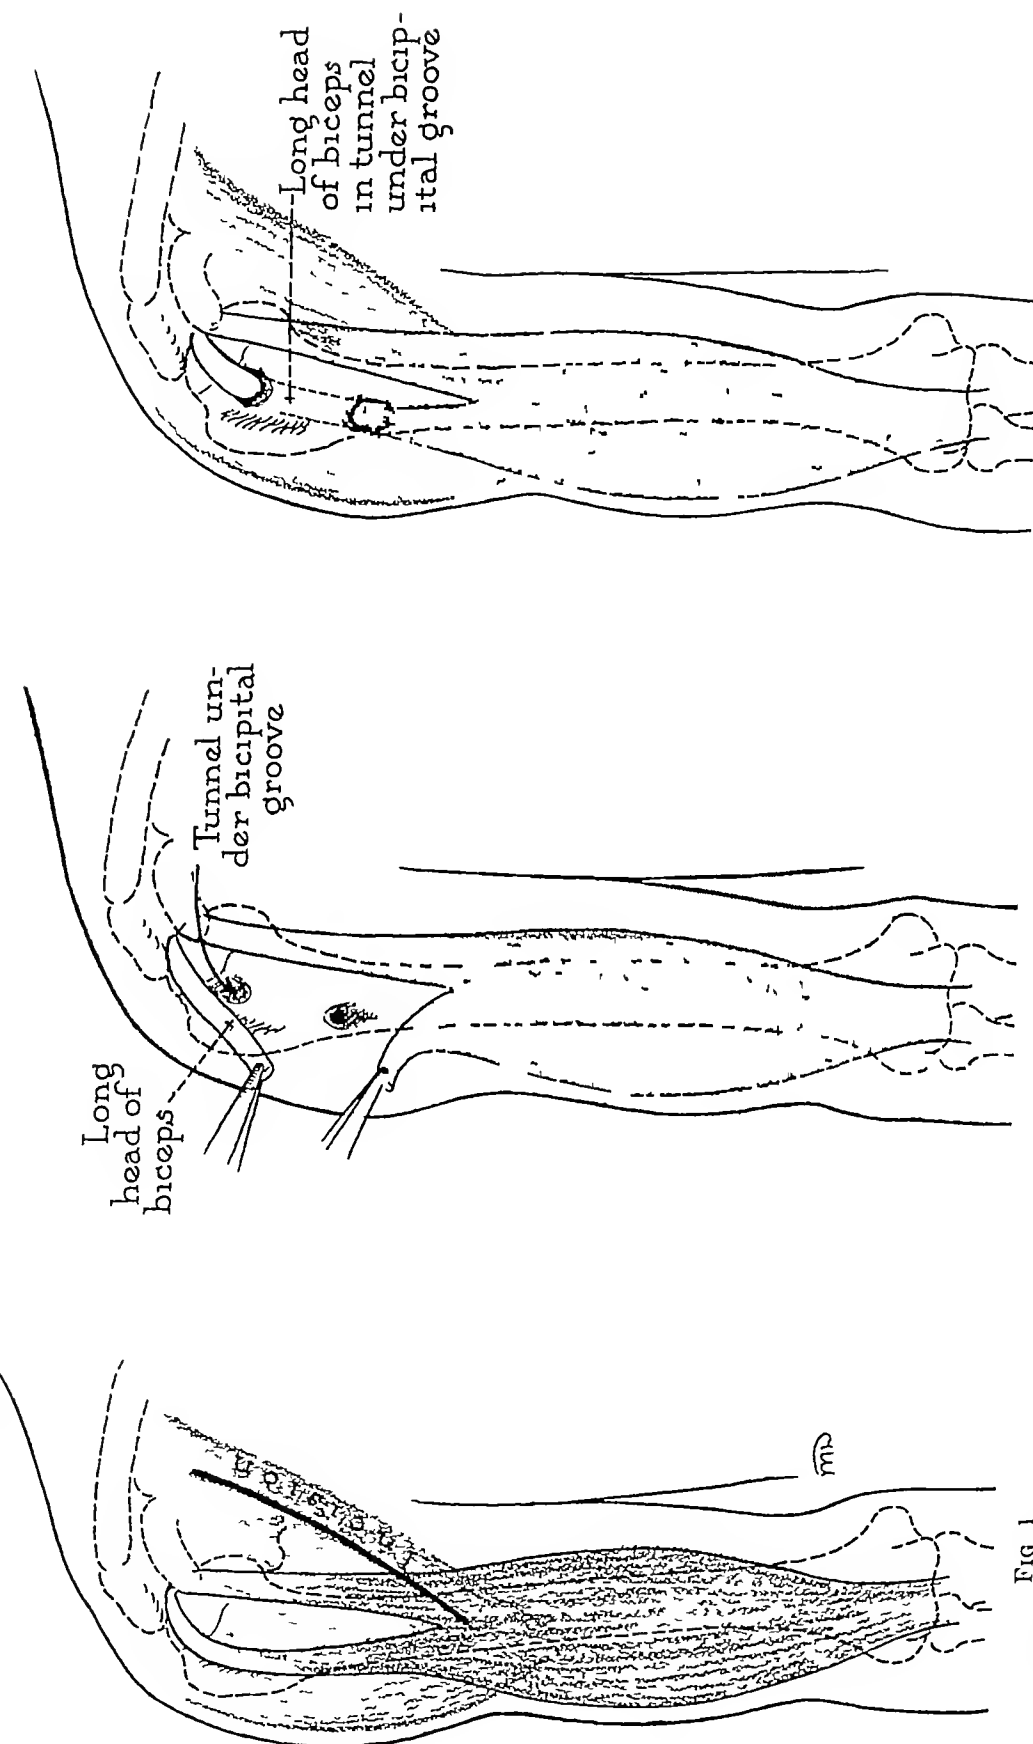 Incision
Long
head of
biceps
Tunnel un-
der bicipital
groove
Long head
of biceps
in tunnel
under bicip-
ital groove
FIG 1